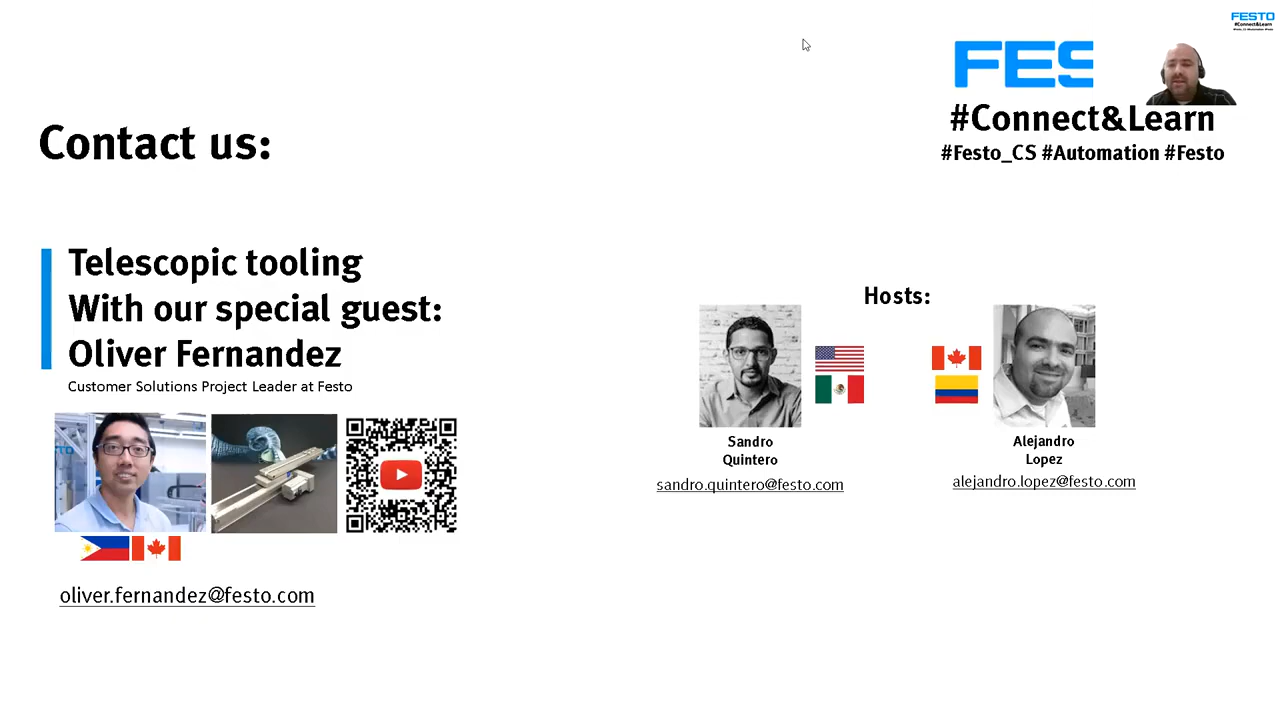 FESTO
#Connect&Learn
FES
#Connect&Learn
#Festo_CS #Automation #Festo
Contact us:
Telescopic tooling
With our special guest:
Oliver Fernandez
Customer Solutions Project Leader at Festo
oliver.fernandez@festo.com
Hosts:
Sandro
Quintero
sandro.quintero@festo.com
Alejandro
Lopez
alejandro.lopez@festo.com